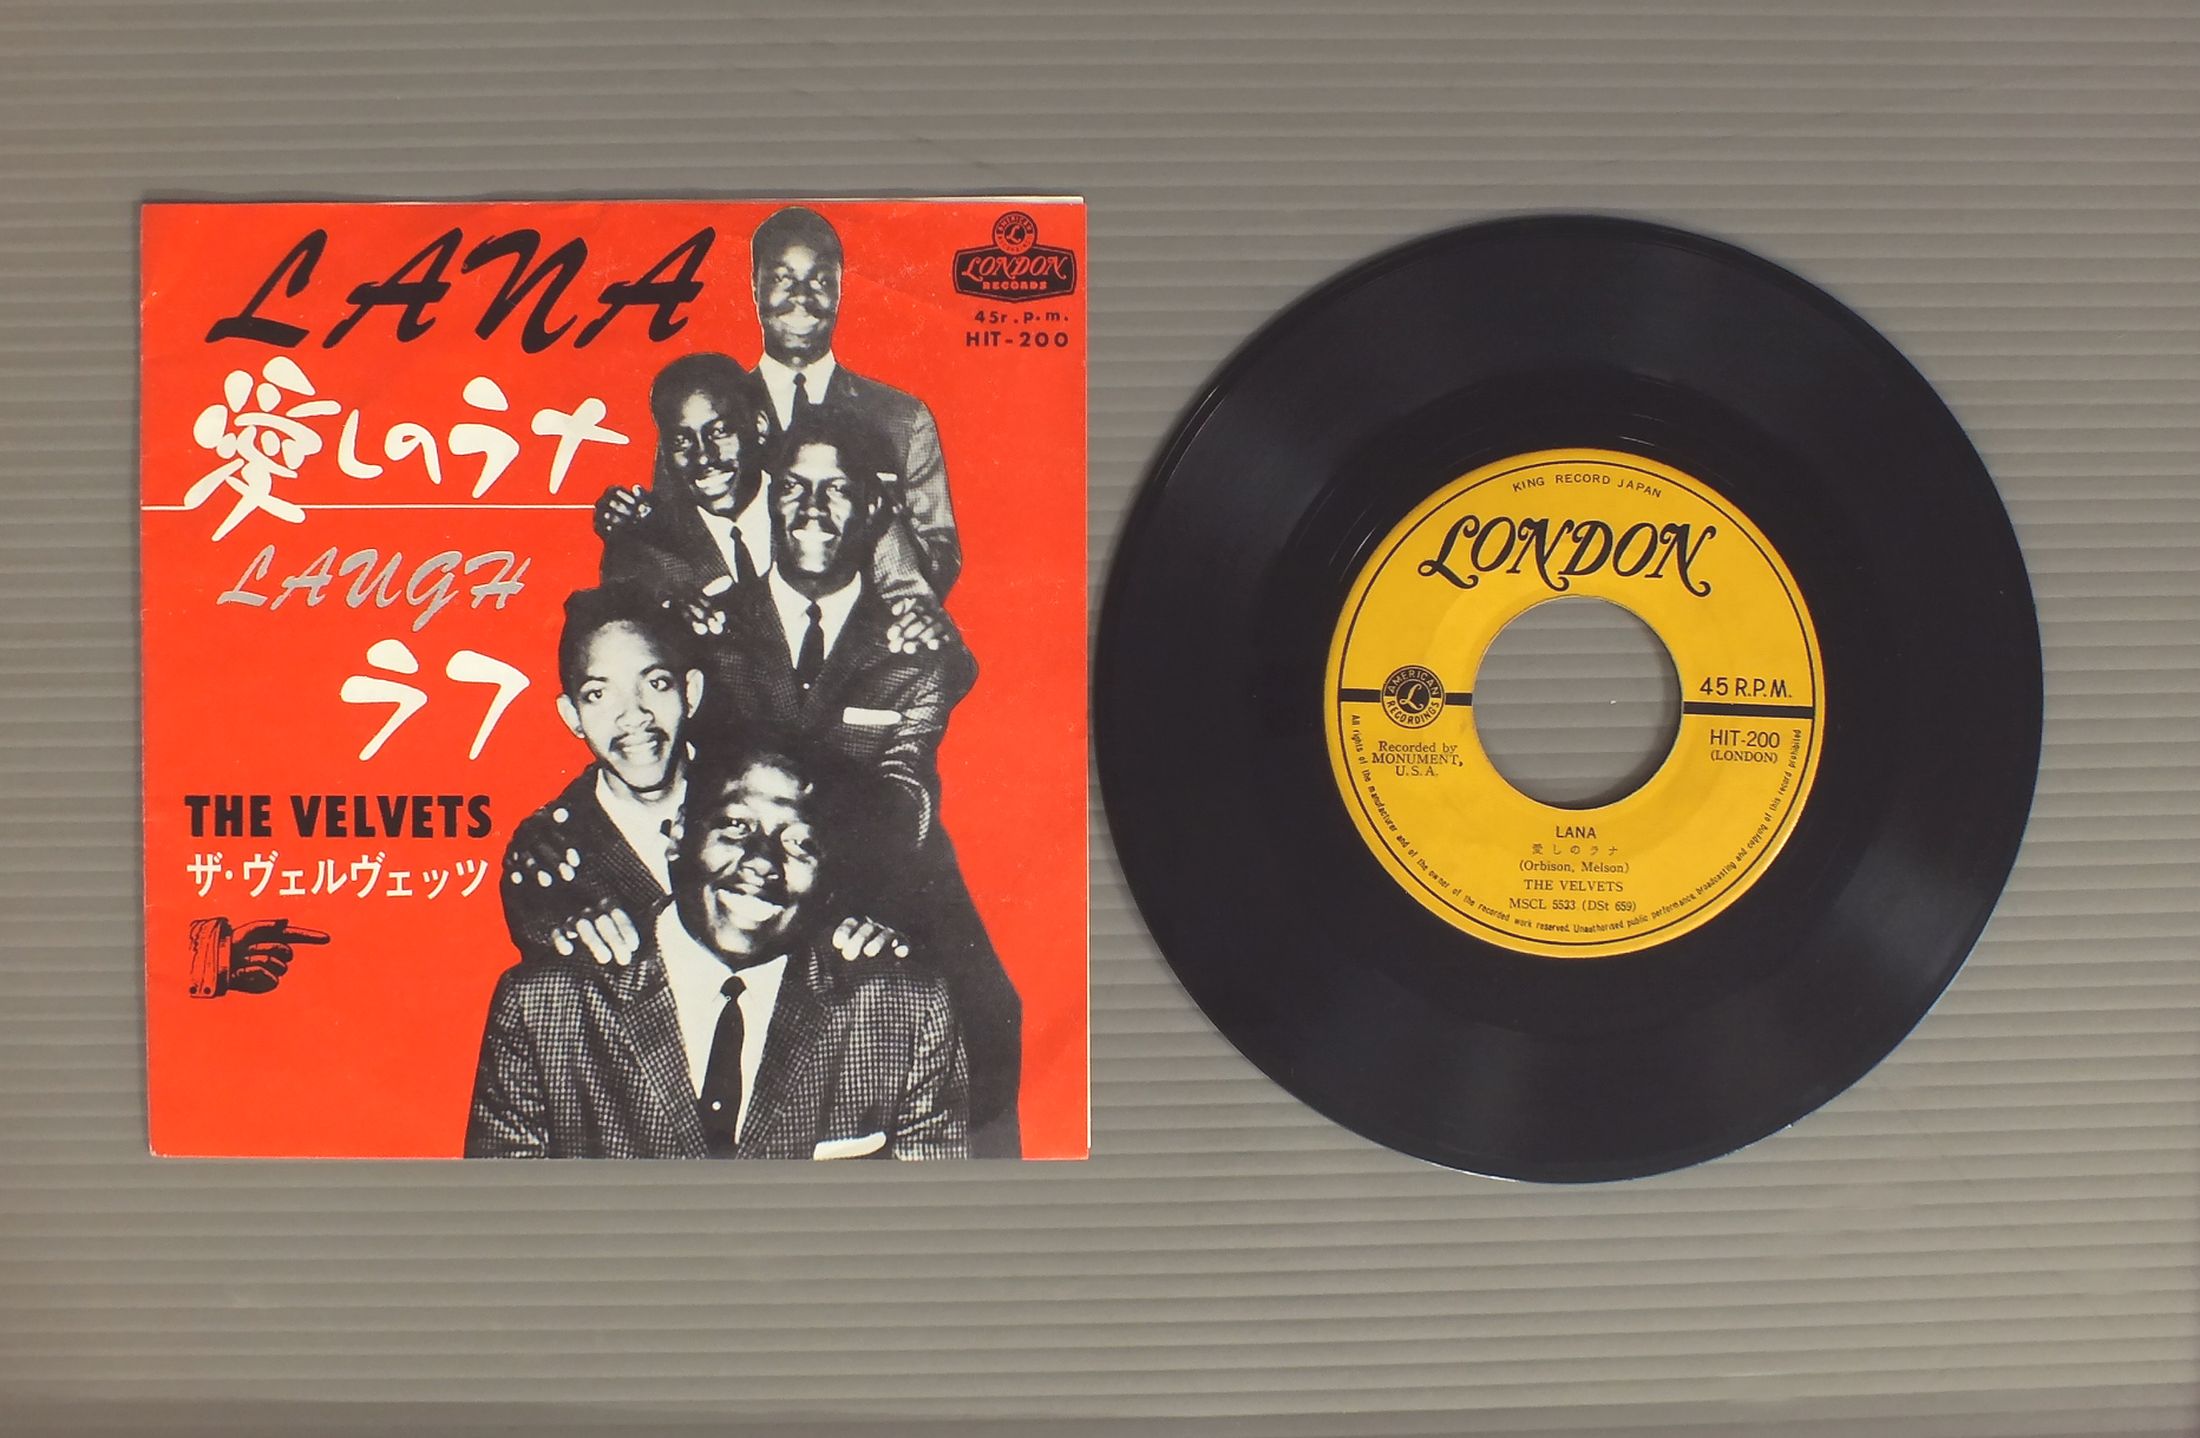 LANA
愛しのラナ
LAUGH
ラフ
THE VELVETS
ザ・ヴェルヴェッツ
AMERICAN
RECORDINGS
L
LONDON
RECORDS
45r.p.m.
HIT-200
KING RECORD JAPAN
LONDON
AMERICAN
L
RECORDINGS
45 R.P.M.
Recorded by
MONUMENT,
U.S.A.
HIT-200
(LONDON)
LANA
愛しのラナ
(Orbison, Melson)
THE VELVETS
MSCL 5533 (DSt 659)
All rights of the manufacturer and of the owner of the recorded work reserved. Unauthorised public performance broadcasting and copying of this record prohibited